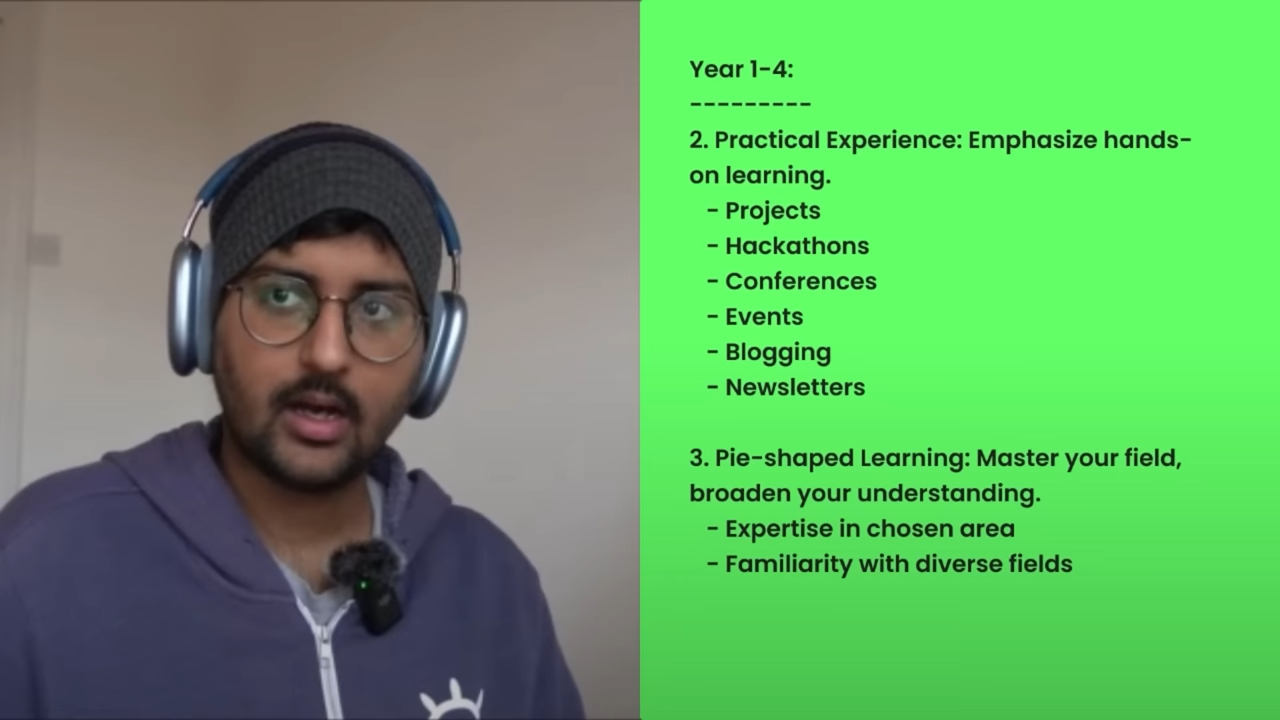 Year 1-4:
---------
2. Practical Experience: Emphasize hands-
on learning.
- Projects
- Hackathons
- Conferences
- Events
- Blogging
- Newsletters
3. Pie-shaped Learning: Master your field,
broaden your understanding.
- Expertise in chosen area
- Familiarity with diverse fields